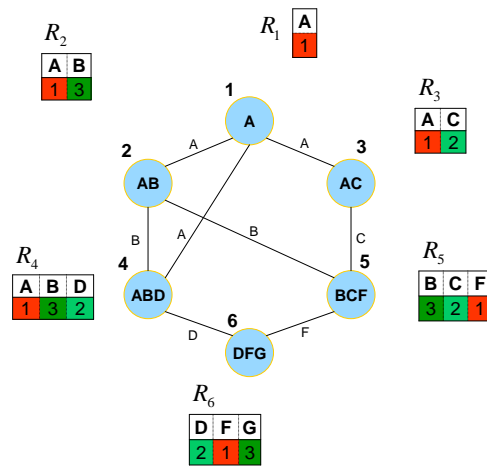 R1
A
1
R2
A B
1 3
R3
A C
1 2
1
A
2
AB
3
AC
A
A
B
A
B
C
R4
A B D
1 3 2
4
ABD
5
BCF
R5
B C F
3 2 1
D
F
6
DFG
R6
D F G
2 1 3